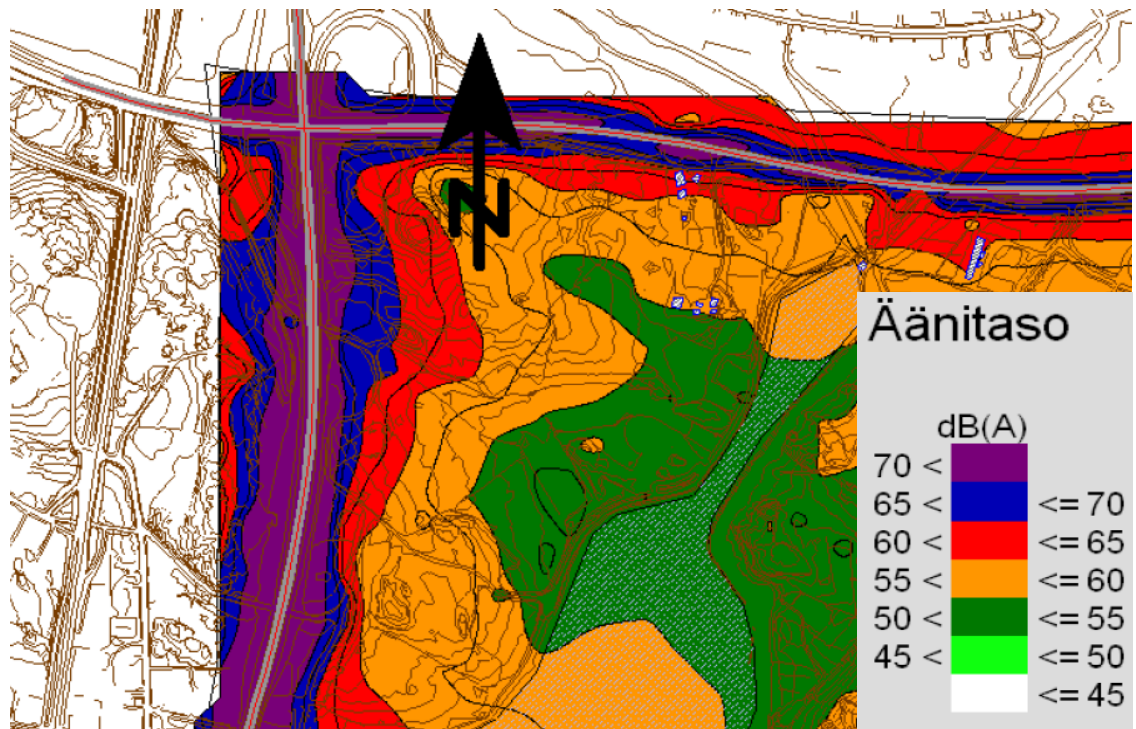 N
Äänitaso
dB(A)
70 <
65 < <= 70
60 < <= 65
55 < <= 60
50 < <= 55
45 < <= 50
<= 45